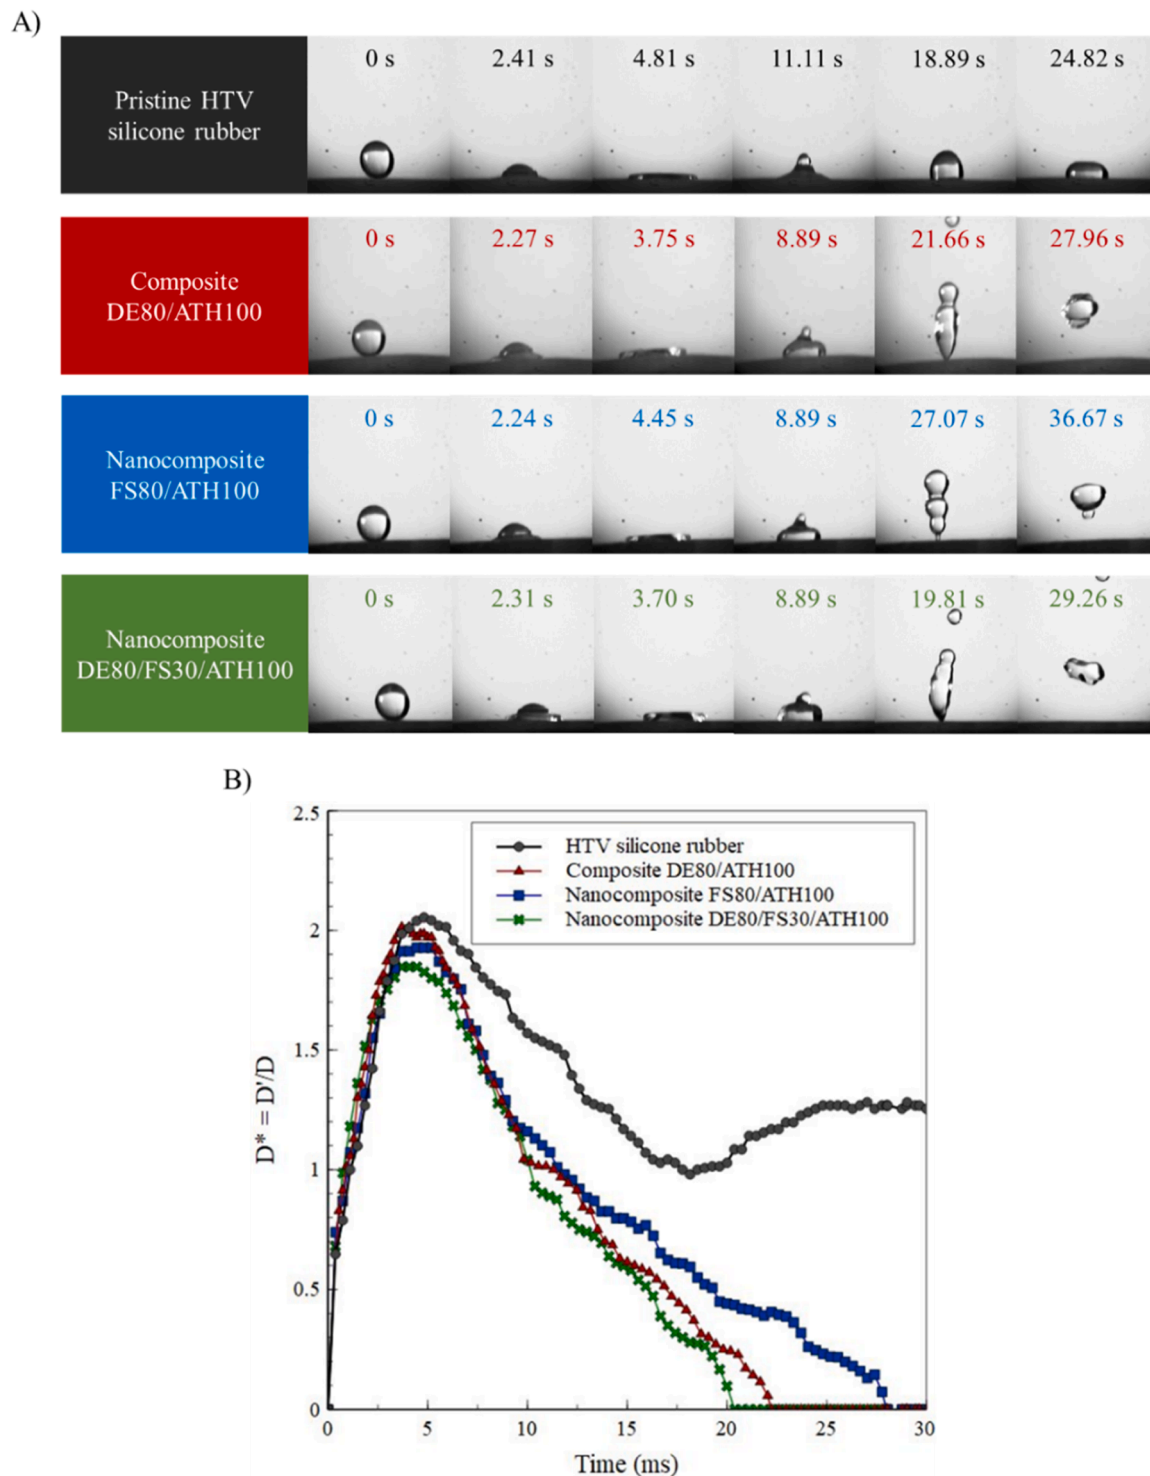 A)
Pristine HTV
silicone rubber
0 s
2.41 s
4.81 s
11.11 s
18.89 s
24.82 s
Composite
DE80/ATH100
0 s
2.27 s
3.75 s
8.89 s
21.66 s
27.96 s
Nanocomposite
FS80/ATH100
0 s
2.24 s
4.45 s
8.89 s
27.07 s
36.67 s
Nanocomposite
DE80/FS30/ATH100
0 s
2.31 s
3.70 s
8.89 s
19.81 s
29.26 s
B)
HTV silicone rubber
Composite DE80/ATH100
Nanocomposite FS80/ATH100
Nanocomposite DE80/FS30/ATH100
2.5
2
1.5
1
0.5
0
D* = D'/D
0 5 10 15 20 25 30
Time (ms)